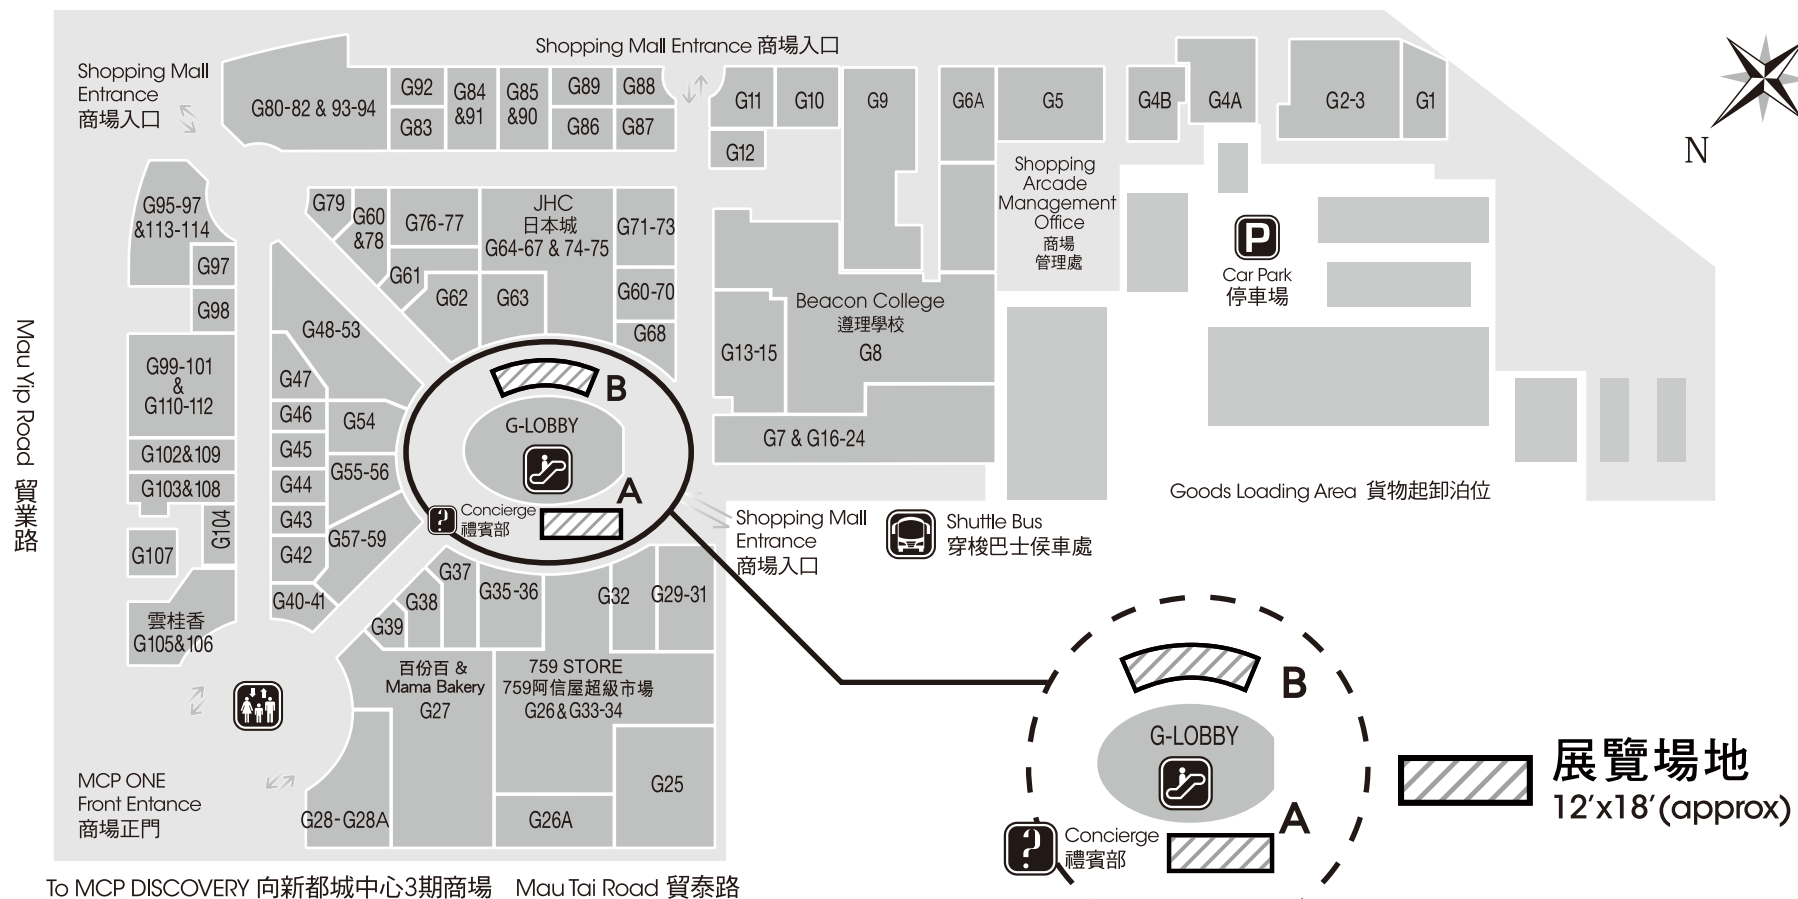 Shopping Mall Entrance 商場入口
Shopping Mall
Entrance
商場入口
G80-82 & 93-94
G92
G83
G84
&91
G85
&90
G89
G86
G88
G87
G11
G10
G9
G12
G6A
G5
G4B
G4A
G2-3
G1
N
Shopping
Arcade
Management
Office
商場
管理處
P
Car Park
停車場
G95-97
&113-114
G97
G98
G79
G60
&78
G76-77
G61
G62
G63
JHC
日本城
G64-67 & 74-75
G71-73
G60-70
G68
Beacon College
遵理學校
G8
G13-15
G7 & G16-24
G48-53
G99-101
&
G110-112
G47
G46
G54
G45
G55-56
G44
G43
G57-59
G42
G40-41
G102&109
G103&108
G104
G107
雲桂香
G105&106
Mau Yip Road 貿業路
B
G-LOBBY
A
?
Concierge
禮賓部
Shopping Mall
Entrance
商場入口
Shuttle Bus
穿梭巴士侯車處
Goods Loading Area 貨物起卸泊位
G37
G38
G39
G35-36
G32
G29-31
百份百 &
Mama Bakery
G27
759 STORE
759阿信屋超級市場
G26&G33-34
G25
G26A
G28-G28A
MCP ONE
Front Entance
商場正門
B
G-LOBBY
A
?
Concierge
禮賓部
展覽場地
12'x18' (approx)
To MCP DISCOVERY 向新都城中心3期商場
Mau Tai Road 貿泰路